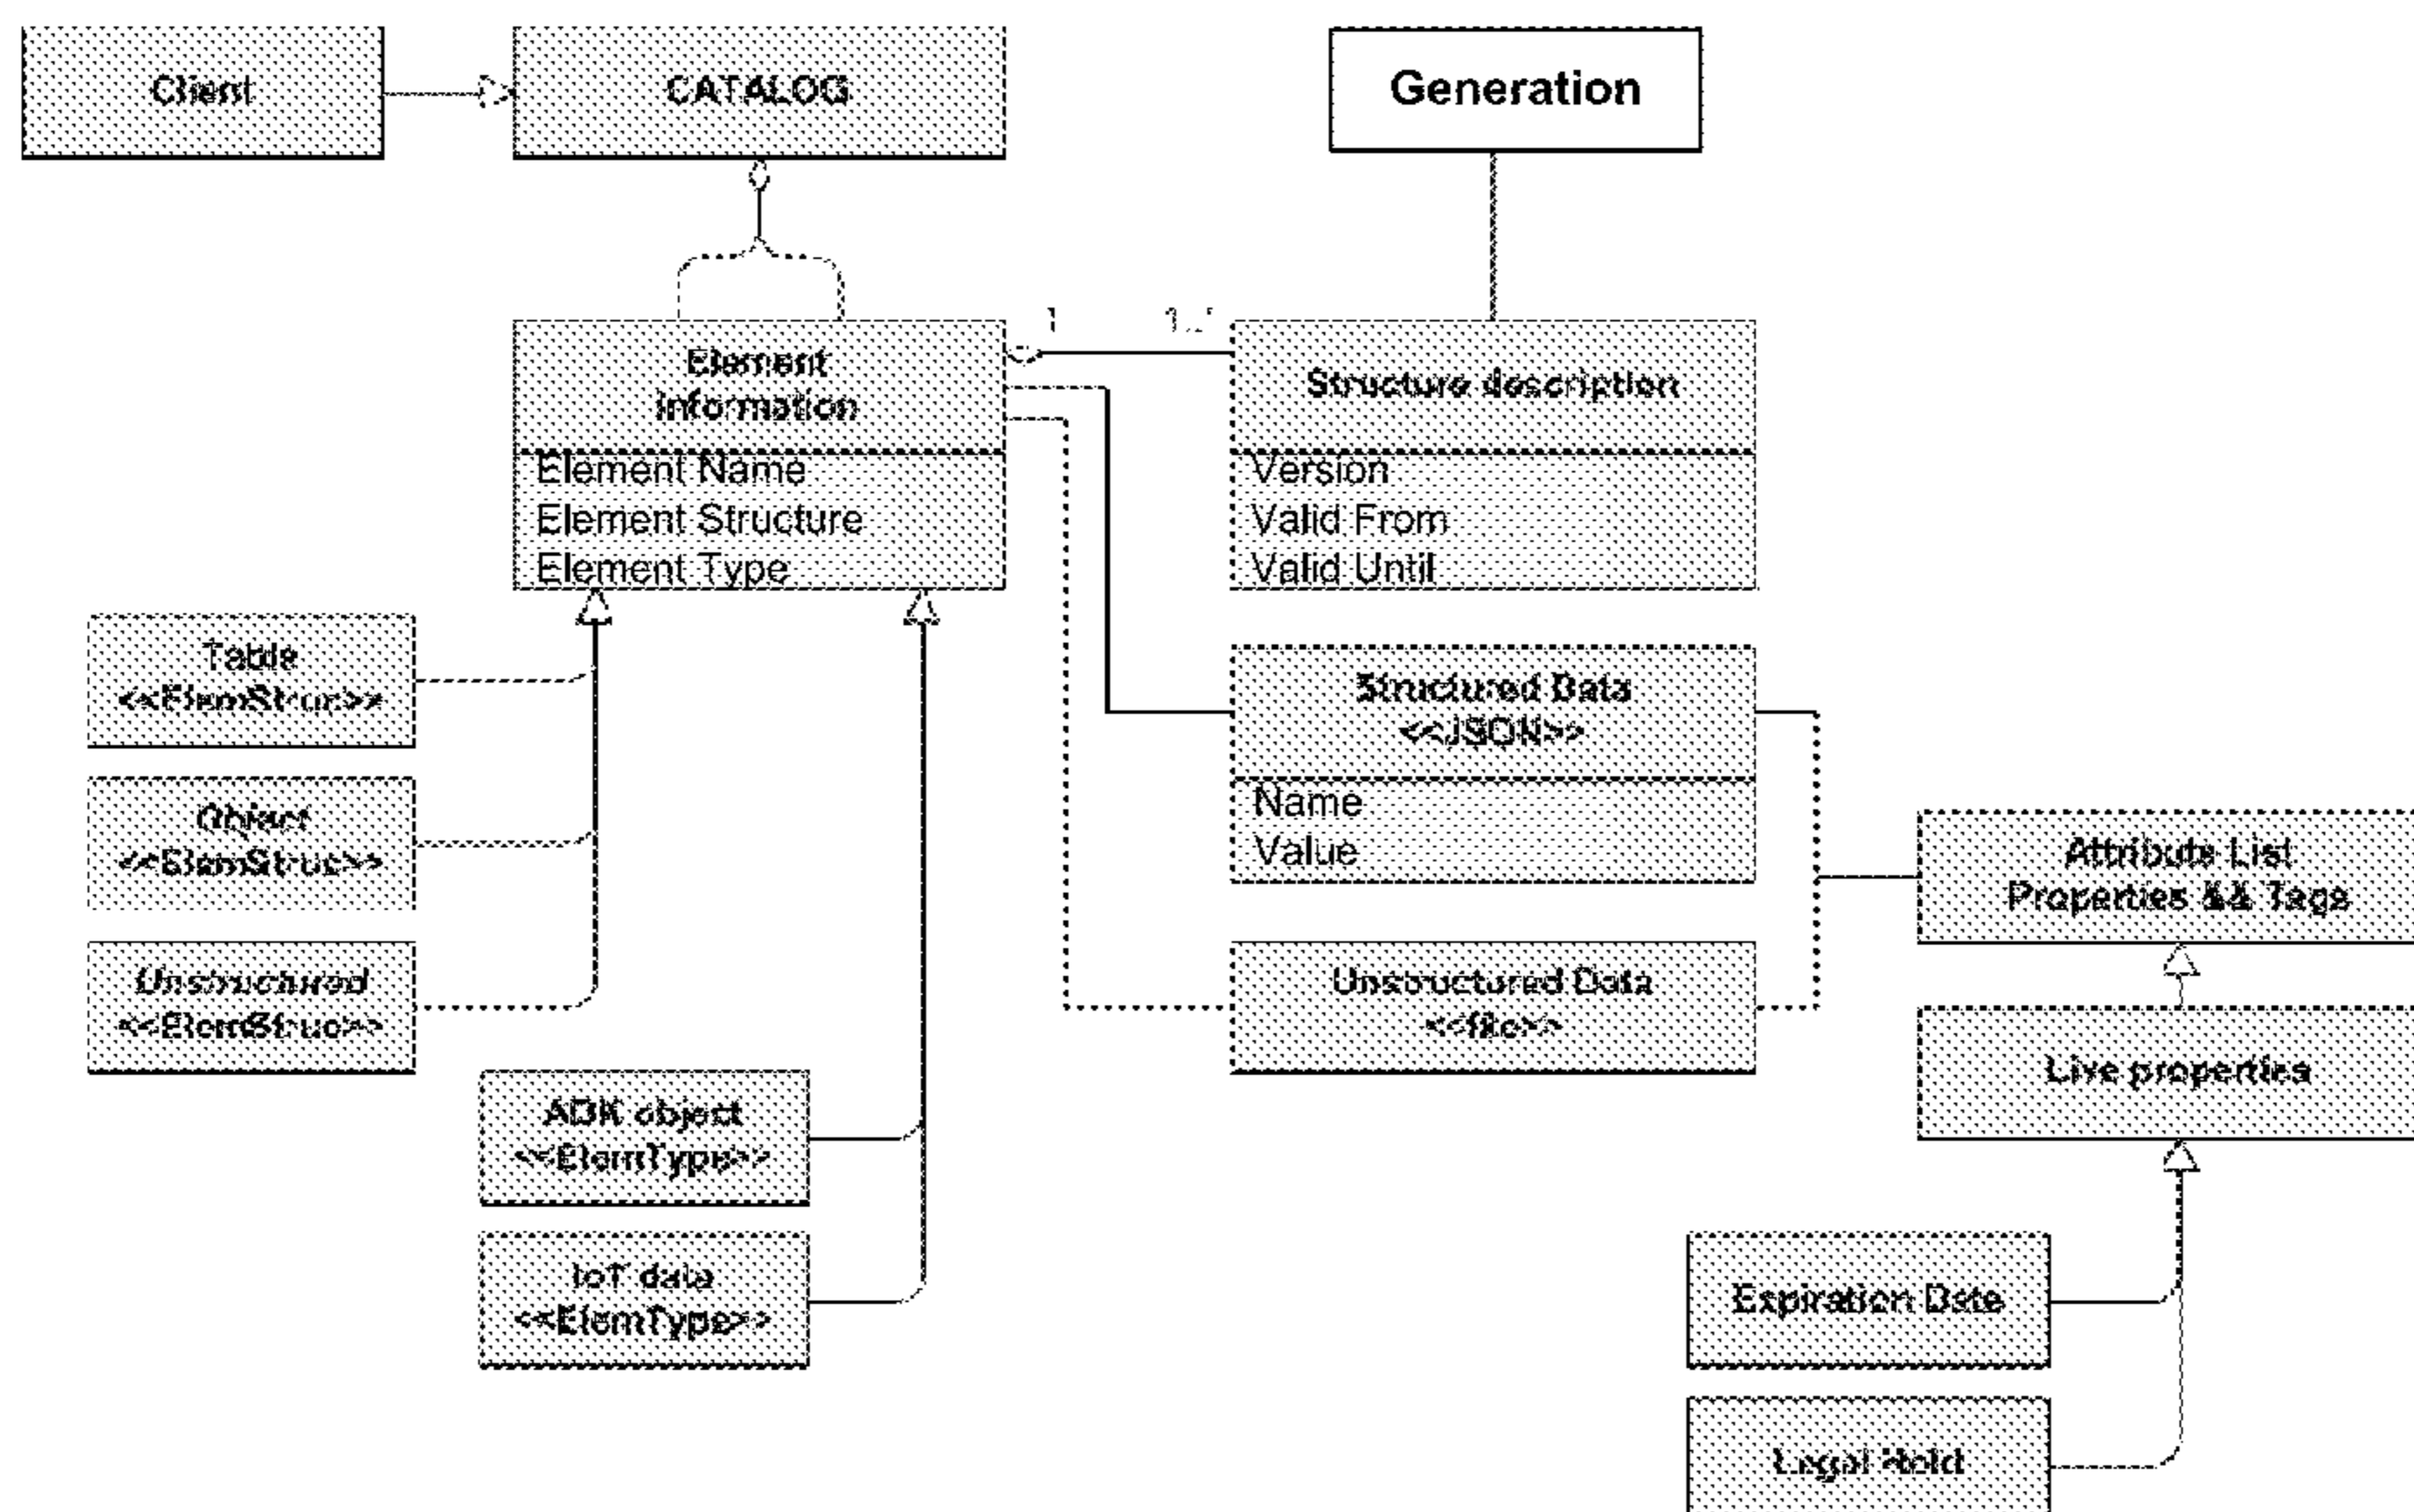 Client
CATALOG
Generation
1
1..*
Element
Information
Element Name
Element Structure
Element Type
Structure description
Version
Valid From
Valid Until
Table
<<ElemStruc>>
Object
<<ElemStruc>>
Unstructured
<<ElemStruc>>
Structured Data
<<JSON>>
Name
Value
Unstructured Data
<<file>>
Attribute List
Properties && Tags
Live properties
ADK object
<<ElemType>>
IoT data
<<ElemType>>
Expiration Date
Legal Hold